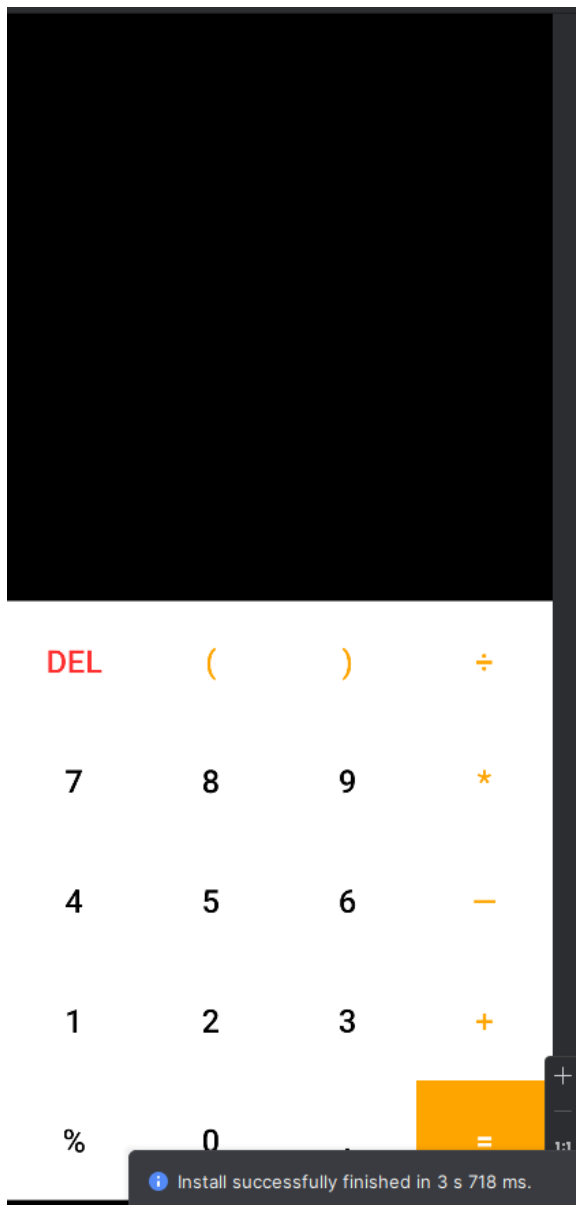 DEL ( ) ÷
7 8 9 *
4 5 6 —
1 2 3 +
% 0 . =
1:1
Install successfully finished in 3 s 718 ms.